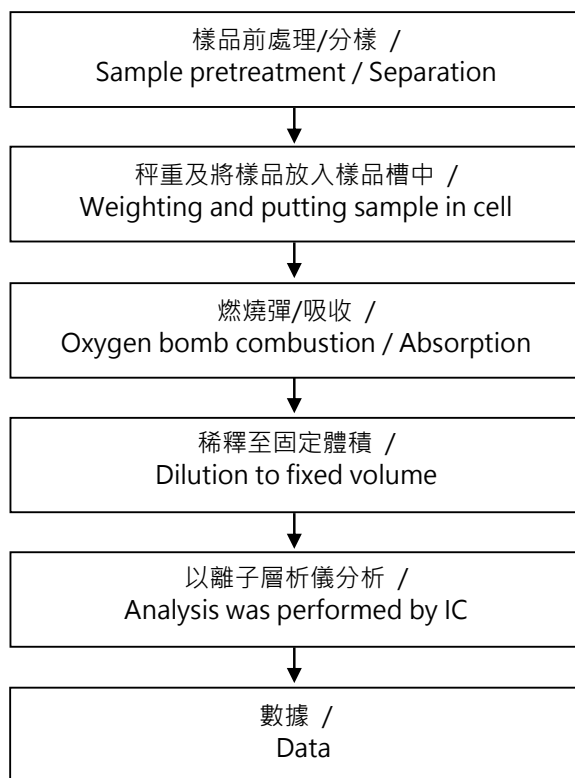 樣品前處理/分樣 /
Sample pretreatment / Separation
秤重及將樣品放入樣品槽中 /
Weighting and putting sample in cell
燃燒彈/吸收 /
Oxygen bomb combustion / Absorption
稀釋至固定體積 /
Dilution to fixed volume
以離子層析儀分析 /
Analysis was performed by IC
數據 /
Data